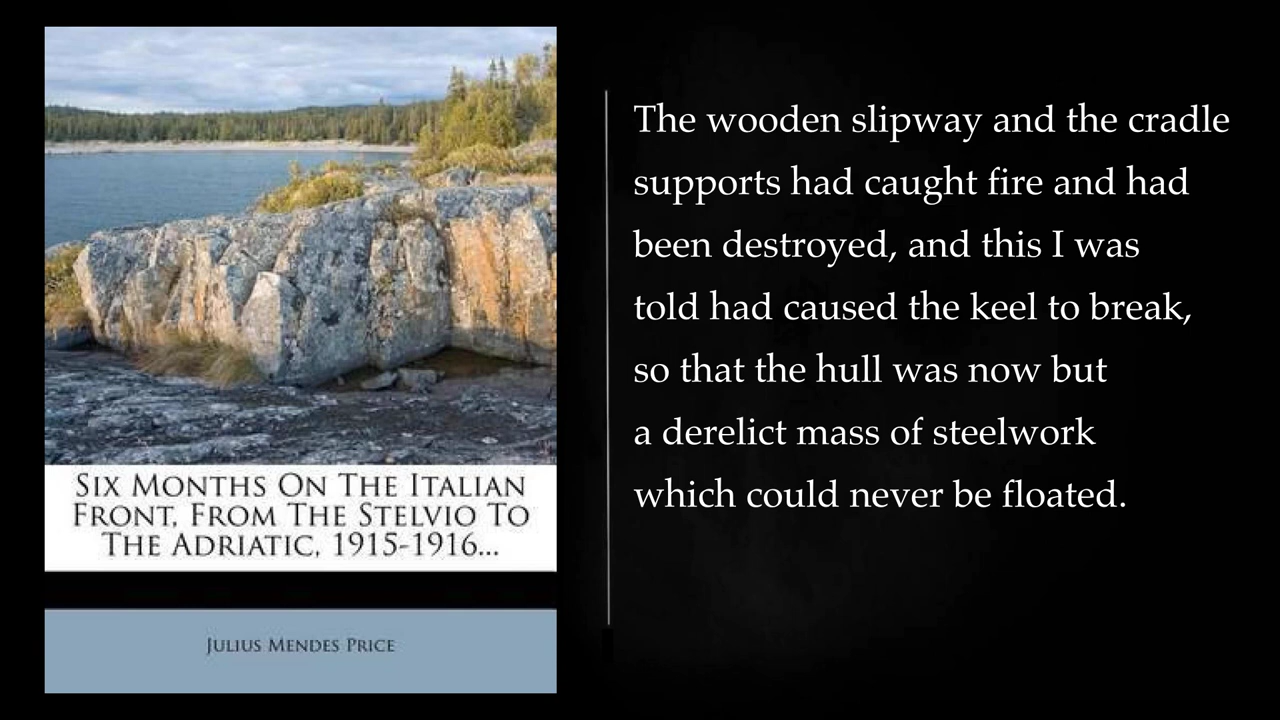 Six Months On The Italian
Front, From The Stelvio To
The Adriatic, 1915-1916...
Julius Mendes Price
The wooden slipway and the cradle
supports had caught fire and had
been destroyed, and this I was
told had caused the keel to break,
so that the hull was now but
a derelict mass of steelwork
which could never be floated.